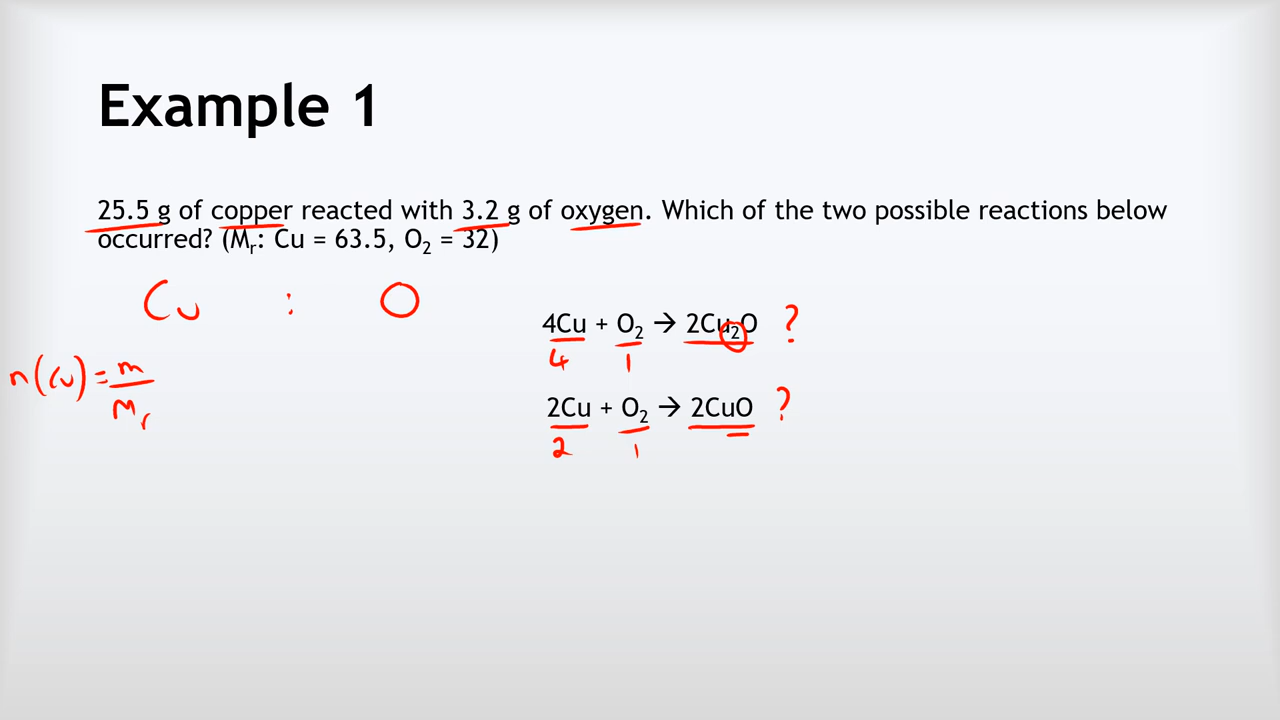 Example 1
25.5 g of copper reacted with 3.2 g of oxygen. Which of the two possible reactions below
occurred? (Mᵣ: Cu = 63.5, O₂ = 32)
Cu : O
4Cu + O₂ → 2Cu₂O ?
4 1
n(Cu) = m
Mᵣ
2Cu + O₂ → 2CuO ?
2 1